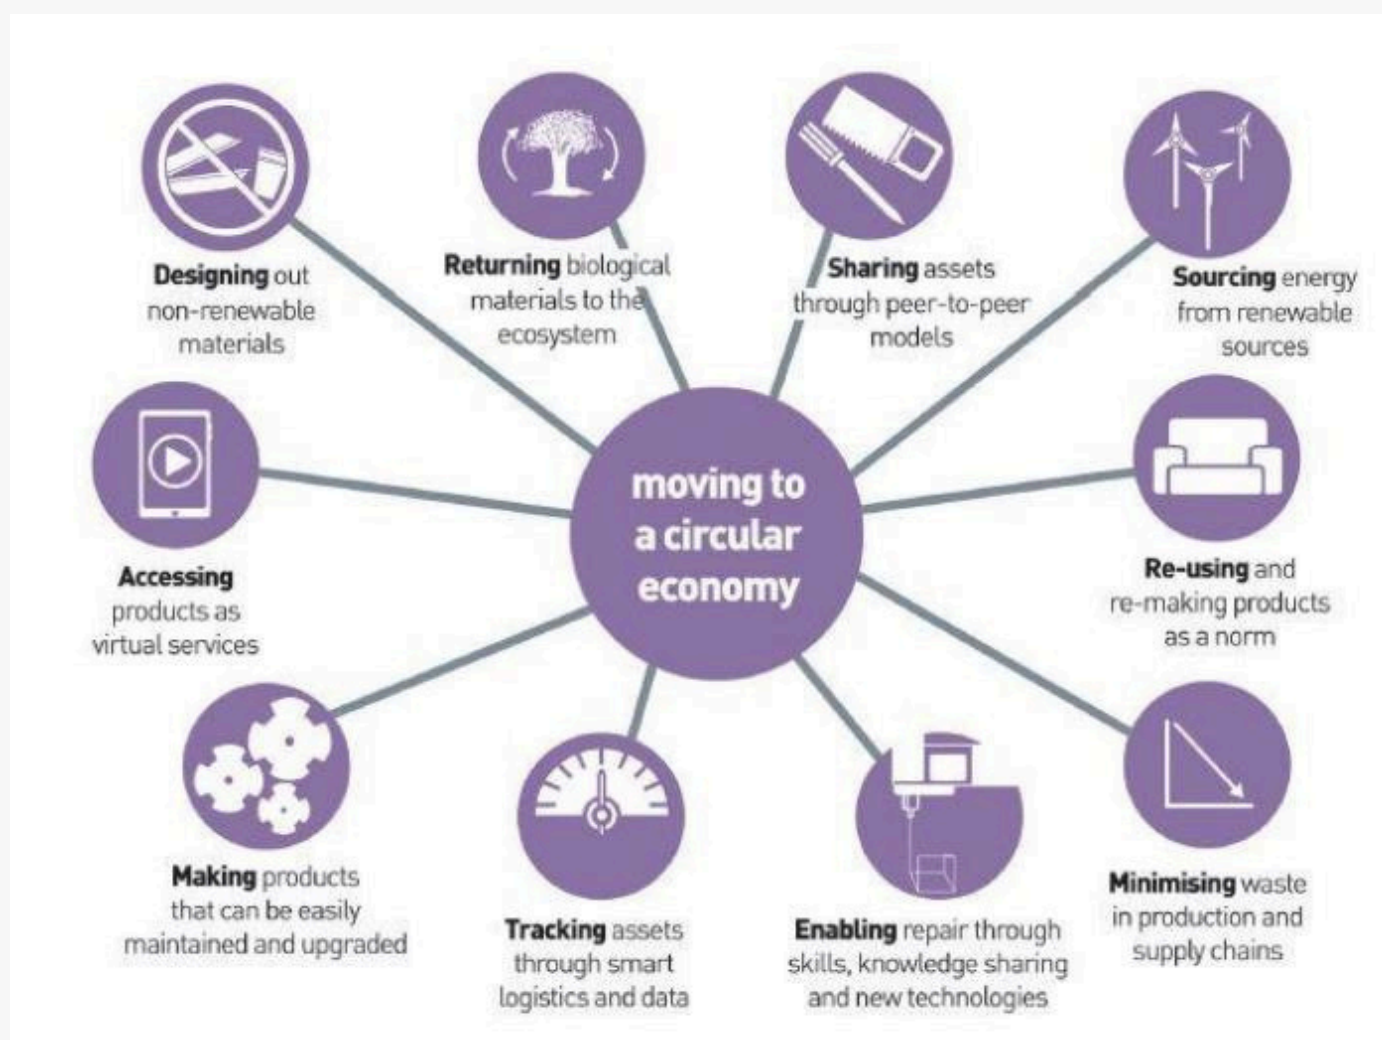 Designing out
non-renewable
materials
Returning biological
materials to the
ecosystem
Sharing assets
through peer-to-peer
models
Sourcing energy
from renewable
sources
Accessing
products as
virtual services
moving to
a circular
economy
Re-using and
re-making products
as a norm
Making products
that can be easily
maintained and upgraded
Tracking assets
through smart
logistics and data
Enabling repair through
skills, knowledge sharing
and new technologies
Minimising waste
in production and
supply chains